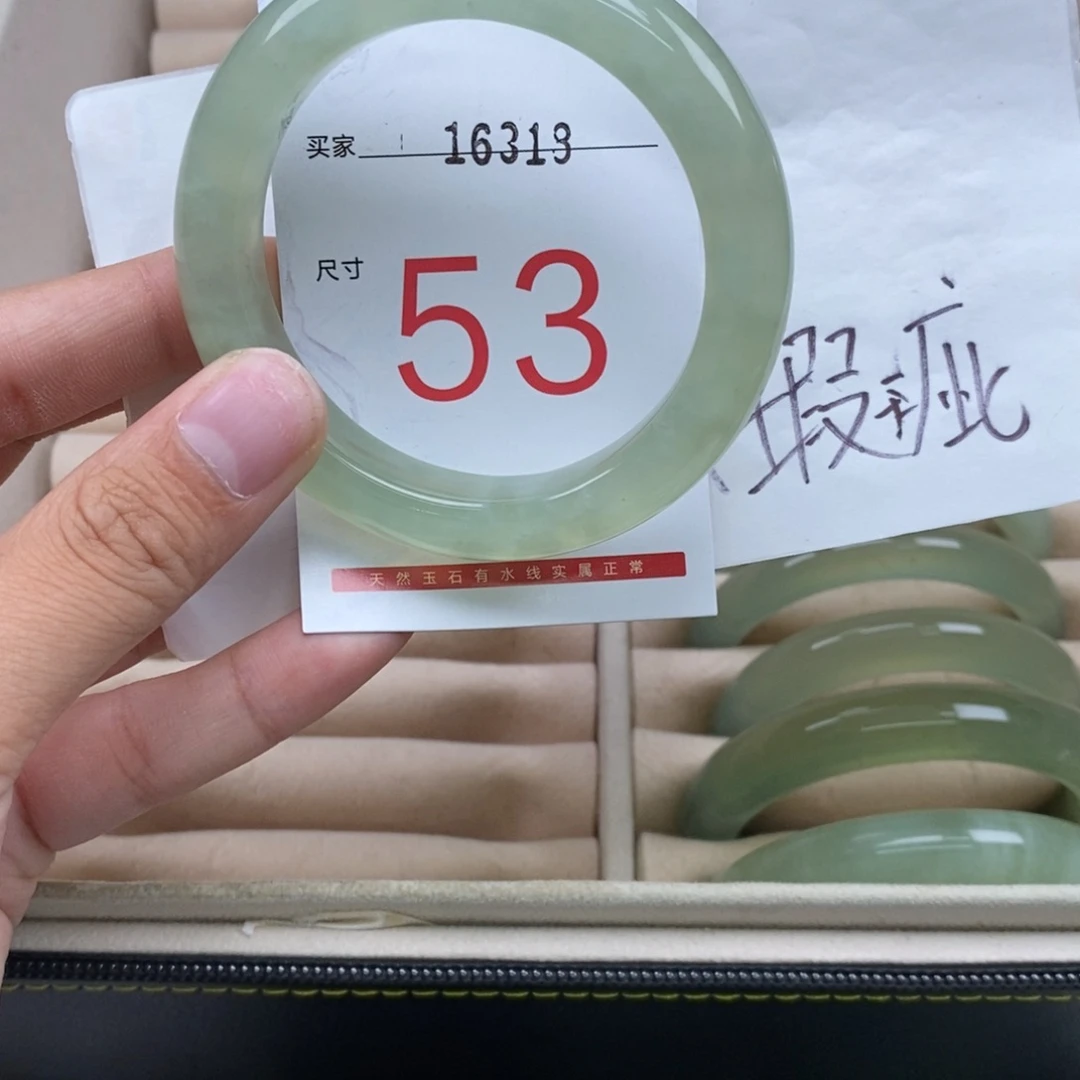 买家 16313
尺寸 53
瑕疵
天然玉石有水线实属正常